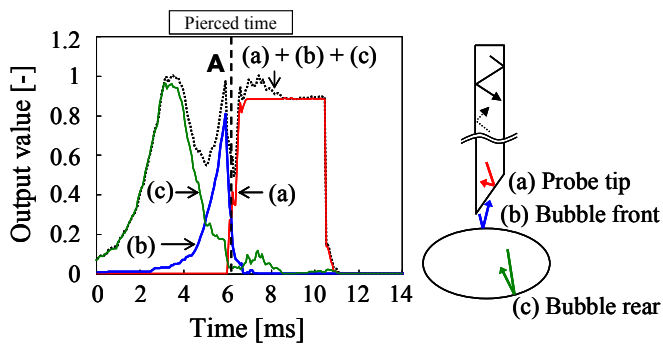 Pierced time
A
(a) + (b) + (c)
Output value [-]
1.2
1
0.8
0.6
0.4
0.2
0
(c)
(a)
(b)
0
2
4
6
8
10
12
14
Time [ms]
(a) Probe tip
(b) Bubble front
(c) Bubble rear